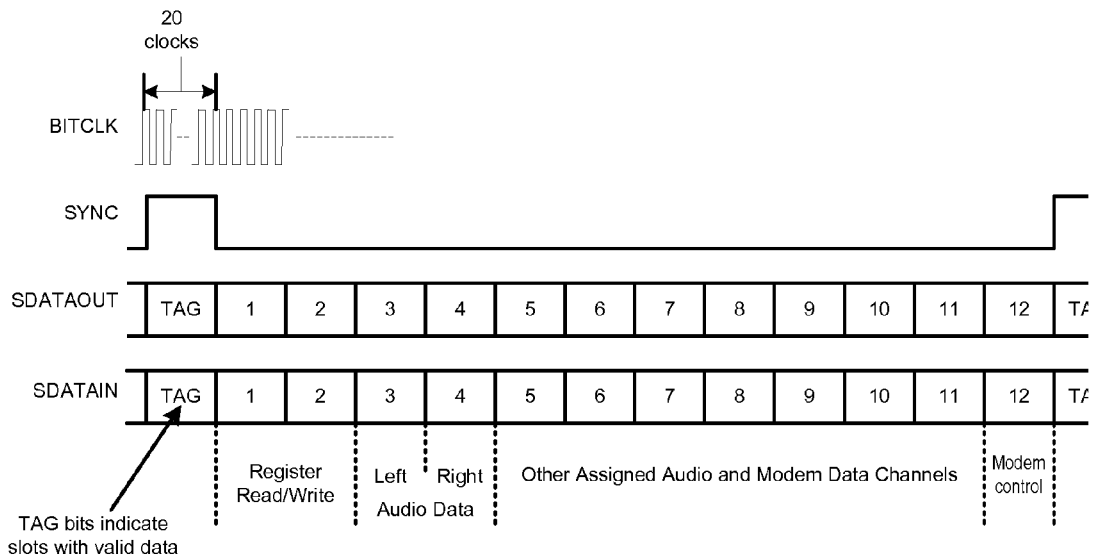 20
clocks
BITCLK
SYNC
SDATAOUT TAG 1 2 3 4 5 6 7 8 9 10 11 12 TA
SDATAIN TAG 1 2 3 4 5 6 7 8 9 10 11 12 TA
Register
Read/Write
Left Right
Audio Data
Other Assigned Audio and Modem Data Channels
Modem
control
TAG bits indicate
slots with valid data